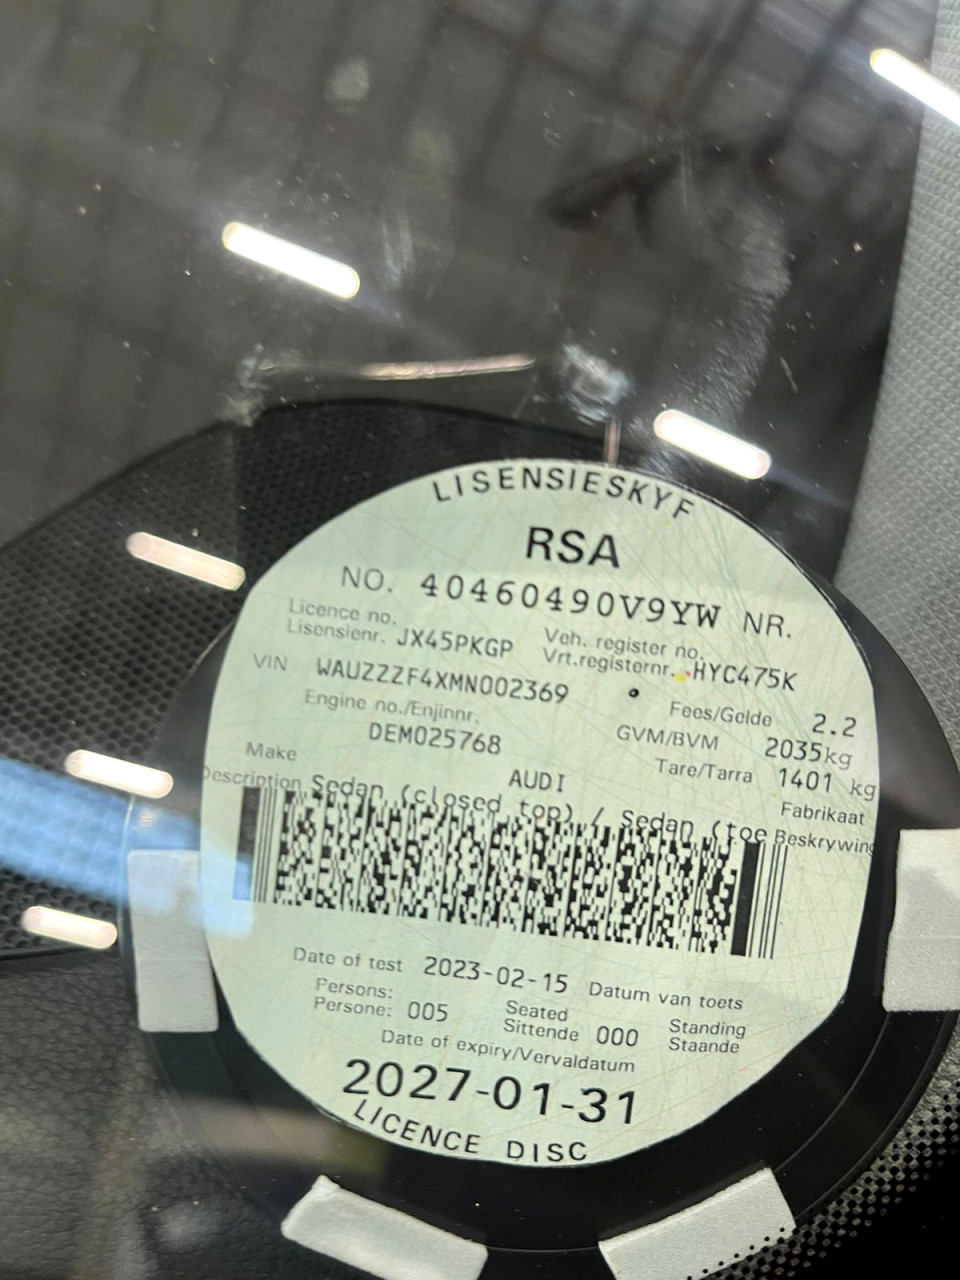 LISENSIESKYF
RSA
NO. 40460490V9YW NR.
Licence no. Veh. register no.
Lisensienr. JX45PKGP Vrt.registernr. HYC475K
VIN WAUZZZF4XMN002369 Fees/Gelde 2.2
Engine no./Enjinnr. GVM/BVM 2035kg
DEM025768 Tare/Tarra 1401 kg
Make AUDI Fabrikaat
Description Sedan (closed top) / Sedan (toe Beskrywing
Date of test 2023-02-15 Datum van toets
Persons: Seated Standing
Persone: 005 Sittende 000 Staande
Date of expiry/Vervaldatum
2027-01-31
LICENCE DISC